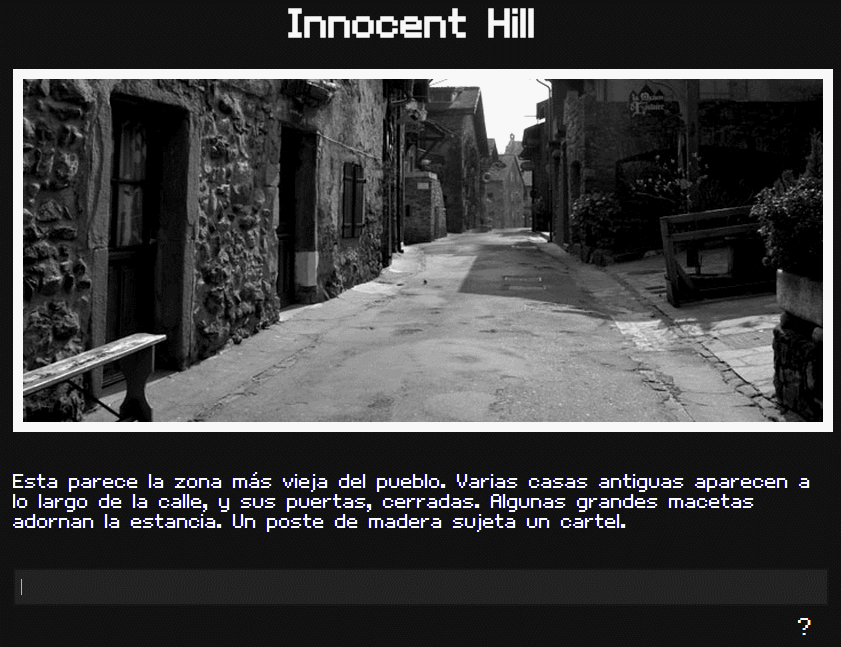 Innocent Hill
Esta parece la zona más vieja del pueblo. Varias casas antiguas aparecen a
lo largo de la calle, y sus puertas, cerradas. Algunas grandes macetas
adornan la estancia. Un poste de madera sujeta un cartel.
?